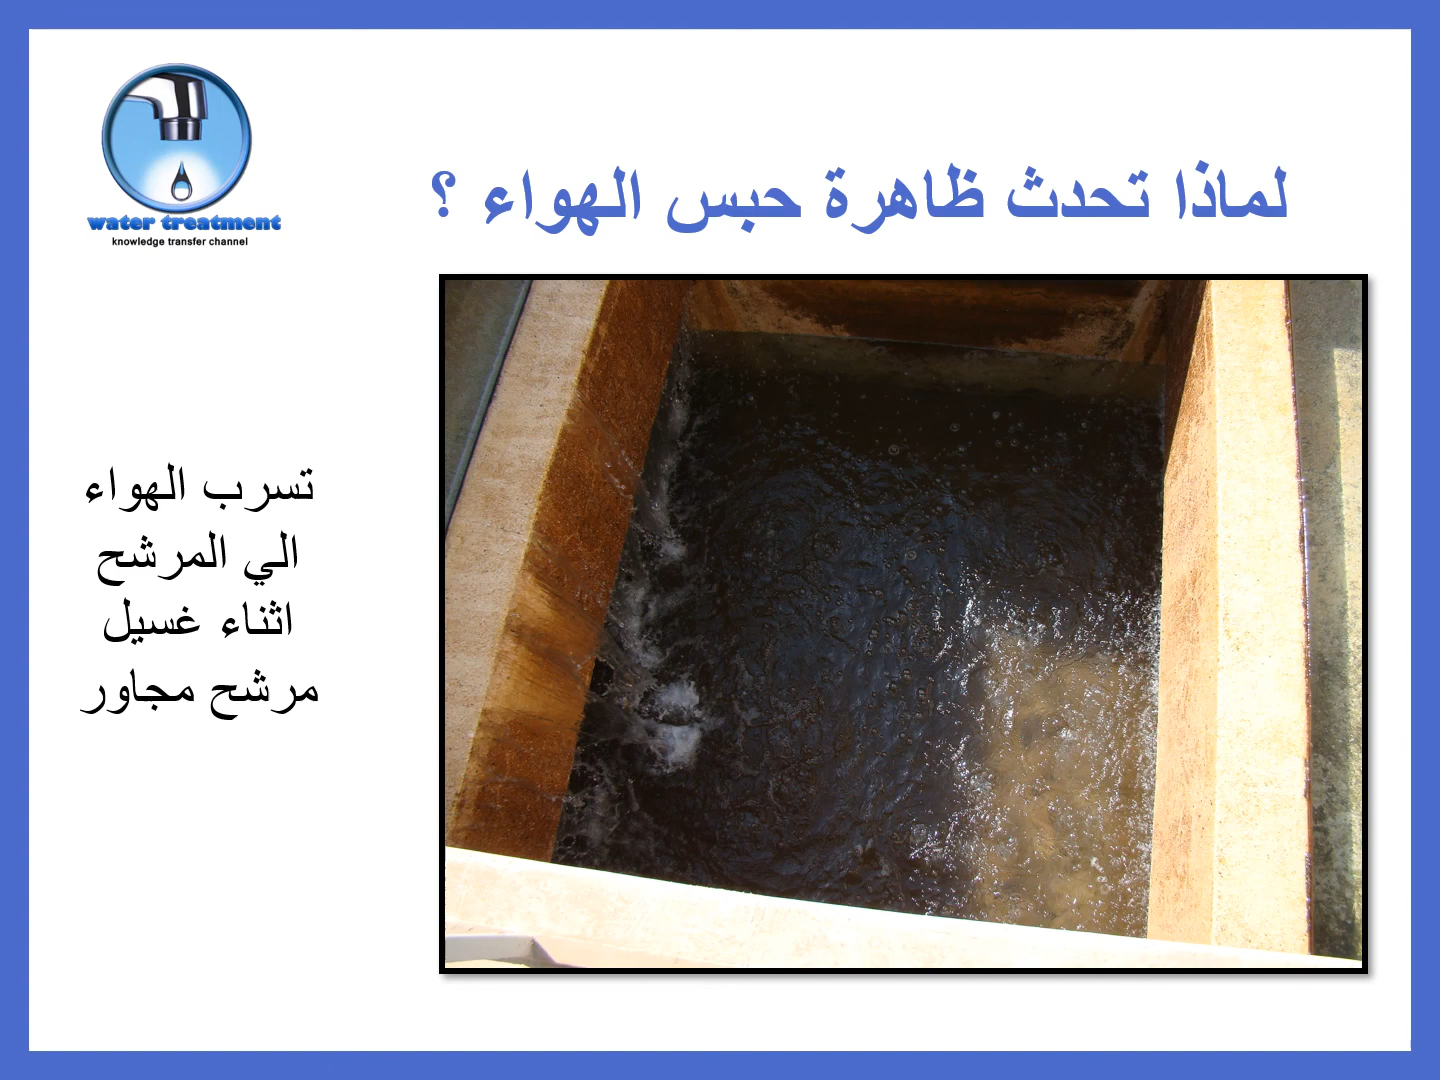 water treatment
knowledge transfer channel
لماذا تحدث ظاهرة حبس الهواء ؟
تسرب الهواء
الي المرشح
اثناء غسيل
مرشح مجاور